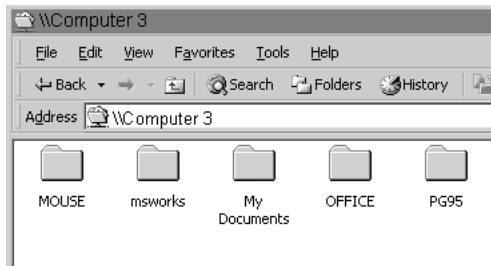 \\Computer 3
File Edit View Favorites Tools Help
Back Search Folders History
Address \\Computer 3
MOUSE msworks My Documents OFFICE PG95